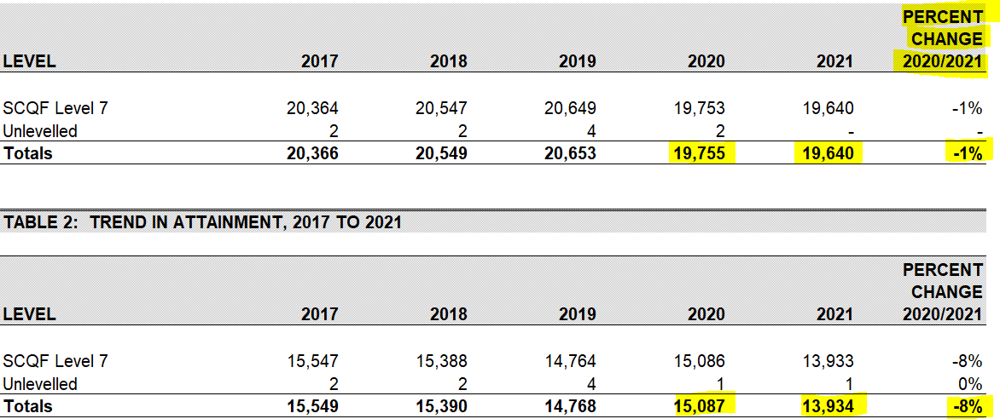 PERCENT
CHANGE
LEVEL 2017 2018 2019 2020 2021 2020/2021
SCQF Level 7 20,364 20,547 20,649 19,753 19,640 -1%
Unlevelled 2 2 4 2 - -
Totals 20,366 20,549 20,653 19,755 19,640 -1%
TABLE 2: TREND IN ATTAINMENT, 2017 TO 2021
PERCENT
CHANGE
LEVEL 2017 2018 2019 2020 2021 2020/2021
SCQF Level 7 15,547 15,388 14,764 15,086 13,933 -8%
Unlevelled 2 2 4 1 1 0%
Totals 15,549 15,390 14,768 15,087 13,934 -8%